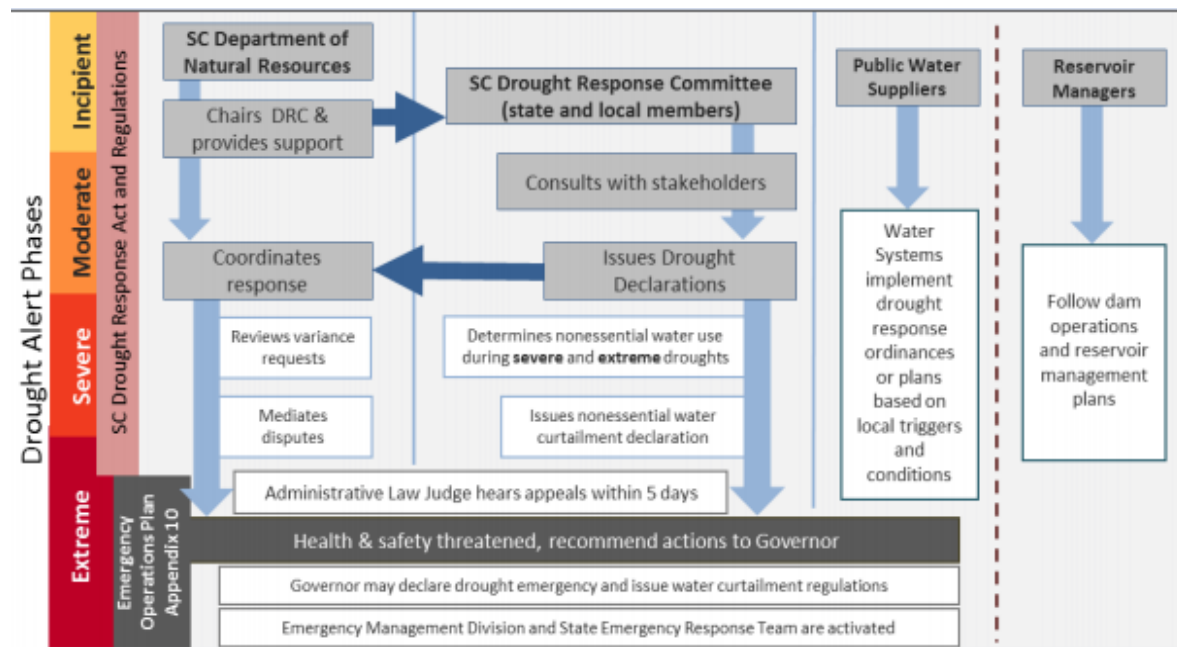 Drought Alert Phases
Incipient
Moderate
Severe
Extreme
SC Drought Response Act and Regulations
Emergency
Operations Plan
Appendix 10
SC Department of
Natural Resources
Chairs DRC &
provides support
Coordinates
response
Reviews variance
requests
Mediates
disputes
SC Drought Response Committee
(state and local members)
Consults with stakeholders
Issues Drought
Declarations
Determines nonessential water use
during severe and extreme droughts
Issues nonessential water
curtailment declaration
Administrative Law Judge hears appeals within 5 days
Health & safety threatened, recommend actions to Governor
Governor may declare drought emergency and issue water curtailment regulations
Emergency Management Division and State Emergency Response Team are activated
Public Water
Suppliers
Water
Systems
implement
drought
response
ordinances
or plans
based on
local triggers
and
conditions
Reservoir
Managers
Follow dam
operations
and reservoir
management
plans